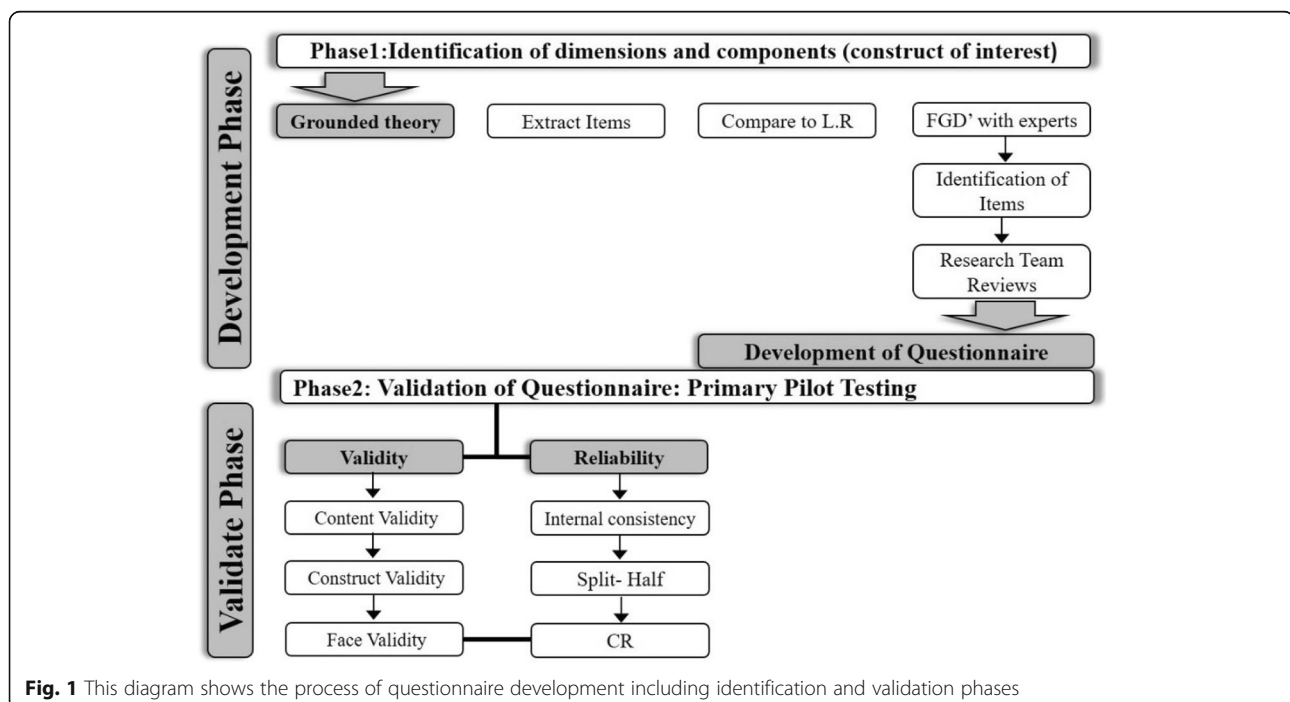 Phase1:Identification of dimensions and components (construct of interest)
Development Phase
Grounded theory
Extract Items
Compare to L.R
FGD’ with experts
Identification of
Items
Research Team
Reviews
Development of Questionnaire
Phase2: Validation of Questionnaire: Primary Pilot Testing
Validate Phase
Validity
Reliability
Content Validity
Internal consistency
Construct Validity
Split- Half
Face Validity
CR
Fig. 1 This diagram shows the process of questionnaire development including identification and validation phases